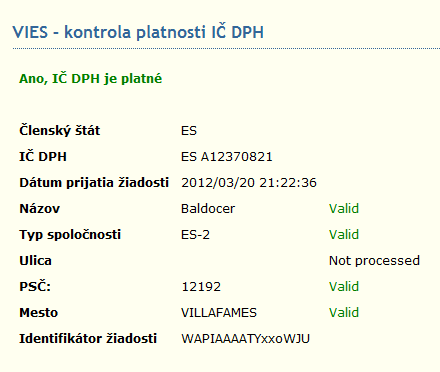 VIES - kontrola platnosti IČ DPH
Ano, IČ DPH je platné
Členský štát ES
IČ DPH ES A12370821
Dátum prijatia žiadosti 2012/03/20 21:22:36
Názov Baldocer Valid
Typ spoločnosti ES-2 Valid
Ulica Not processed
PSČ: 12192 Valid
Mesto VILLAFAMES Valid
Identifikátor žiadosti WAPIAAAATYxxoWJU